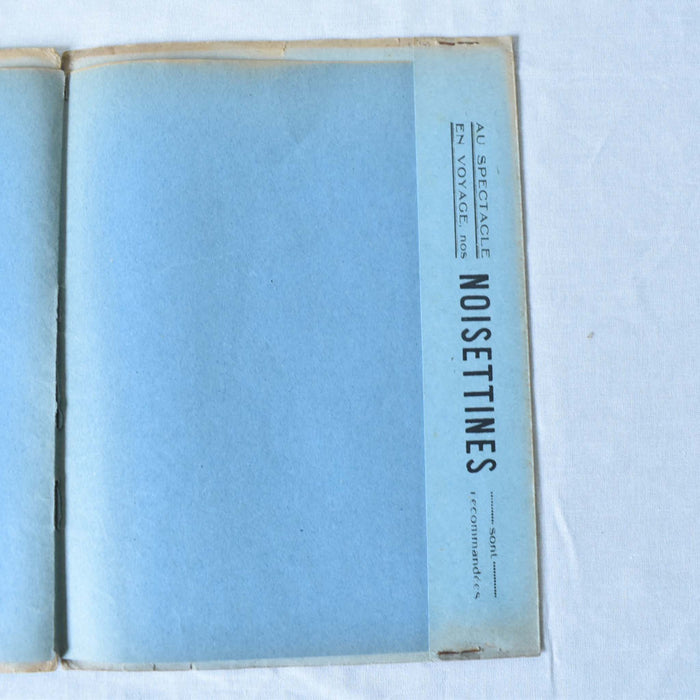 AU SPECTACLE
EN VOYAGE, nos
NOISETTINES
sont
recommandées